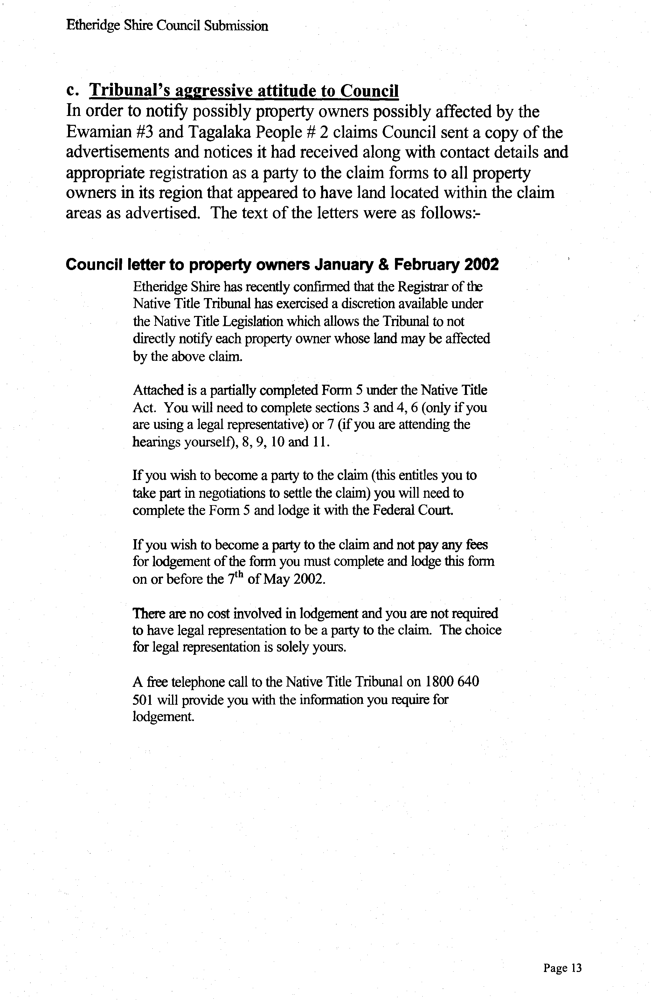 Etheridge Shire Council Submission
c. Tribunal's aggressive attitude to Council
In order to notify possibly property owners possibly affected by the
Ewamian #3 and Tagalaka People # 2 claims Council sent a copy of the
advertisements and notices it had received along with contact details and
appropriate registration as a party to the claim forms to all property
owners in its region that appeared to have land located within the claim
areas as advertised. The text of the letters were as follows:-
Council letter to property owners January & February 2002
Etheridge Shire has recently confirmed that the Registrar of the
Native Title Tribunal has exercised a discretion available under
the Native Title Legislation which allows the Tribunal to not
directly notify each property owner whose land may be affected
by the above claim.
Attached is a partially completed Form 5 under the Native Title
Act. You will need to complete sections 3 and 4, 6 (only if you
are using a legal representative) or 7 (if you are attending the
hearings yourself), 8, 9, 10 and 11.
If you wish to become a party to the claim (this entitles you to
take part in negotiations to settle the claim) you will need to
complete the Form 5 and lodge it with the Federal Court.
If you wish to become a party to the claim and not pay any fees
for lodgement of the form you must complete and lodge this form
on or before the 7th of May 2002.
There are no cost involved in lodgement and you are not required
to have legal representation to be a party to the claim. The choice
for legal representation is solely yours.
A free telephone call to the Native Title Tribunal on 1800 640
501 will provide you with the information you require for
lodgement.
Page 13